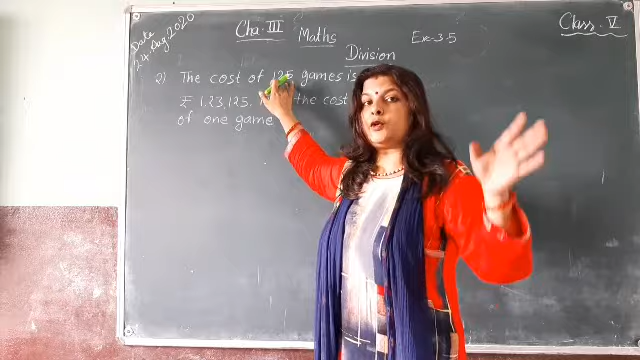 Date
24 Aug 2020
Cha-III Maths Exe-3.5 Class V
Division
2) The cost of 125 games is
₹ 1,23,125. the cost
of one game